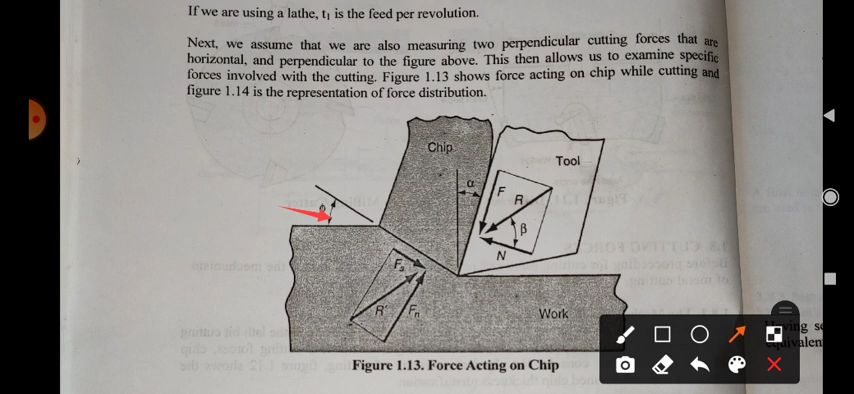 If we are using a lathe, t₁ is the feed per revolution.
Next, we assume that we are also measuring two perpendicular cutting forces that are
horizontal, and perpendicular to the figure above. This then allows us to examine specific
forces involved with the cutting. Figure 1.13 shows force acting on chip while cutting and
figure 1.14 is the representation of force distribution.
Chip
Tool
α
F
R
ϕ
β
N
Fs
R'
Fn
Work
Figure 1.13. Force Acting on Chip